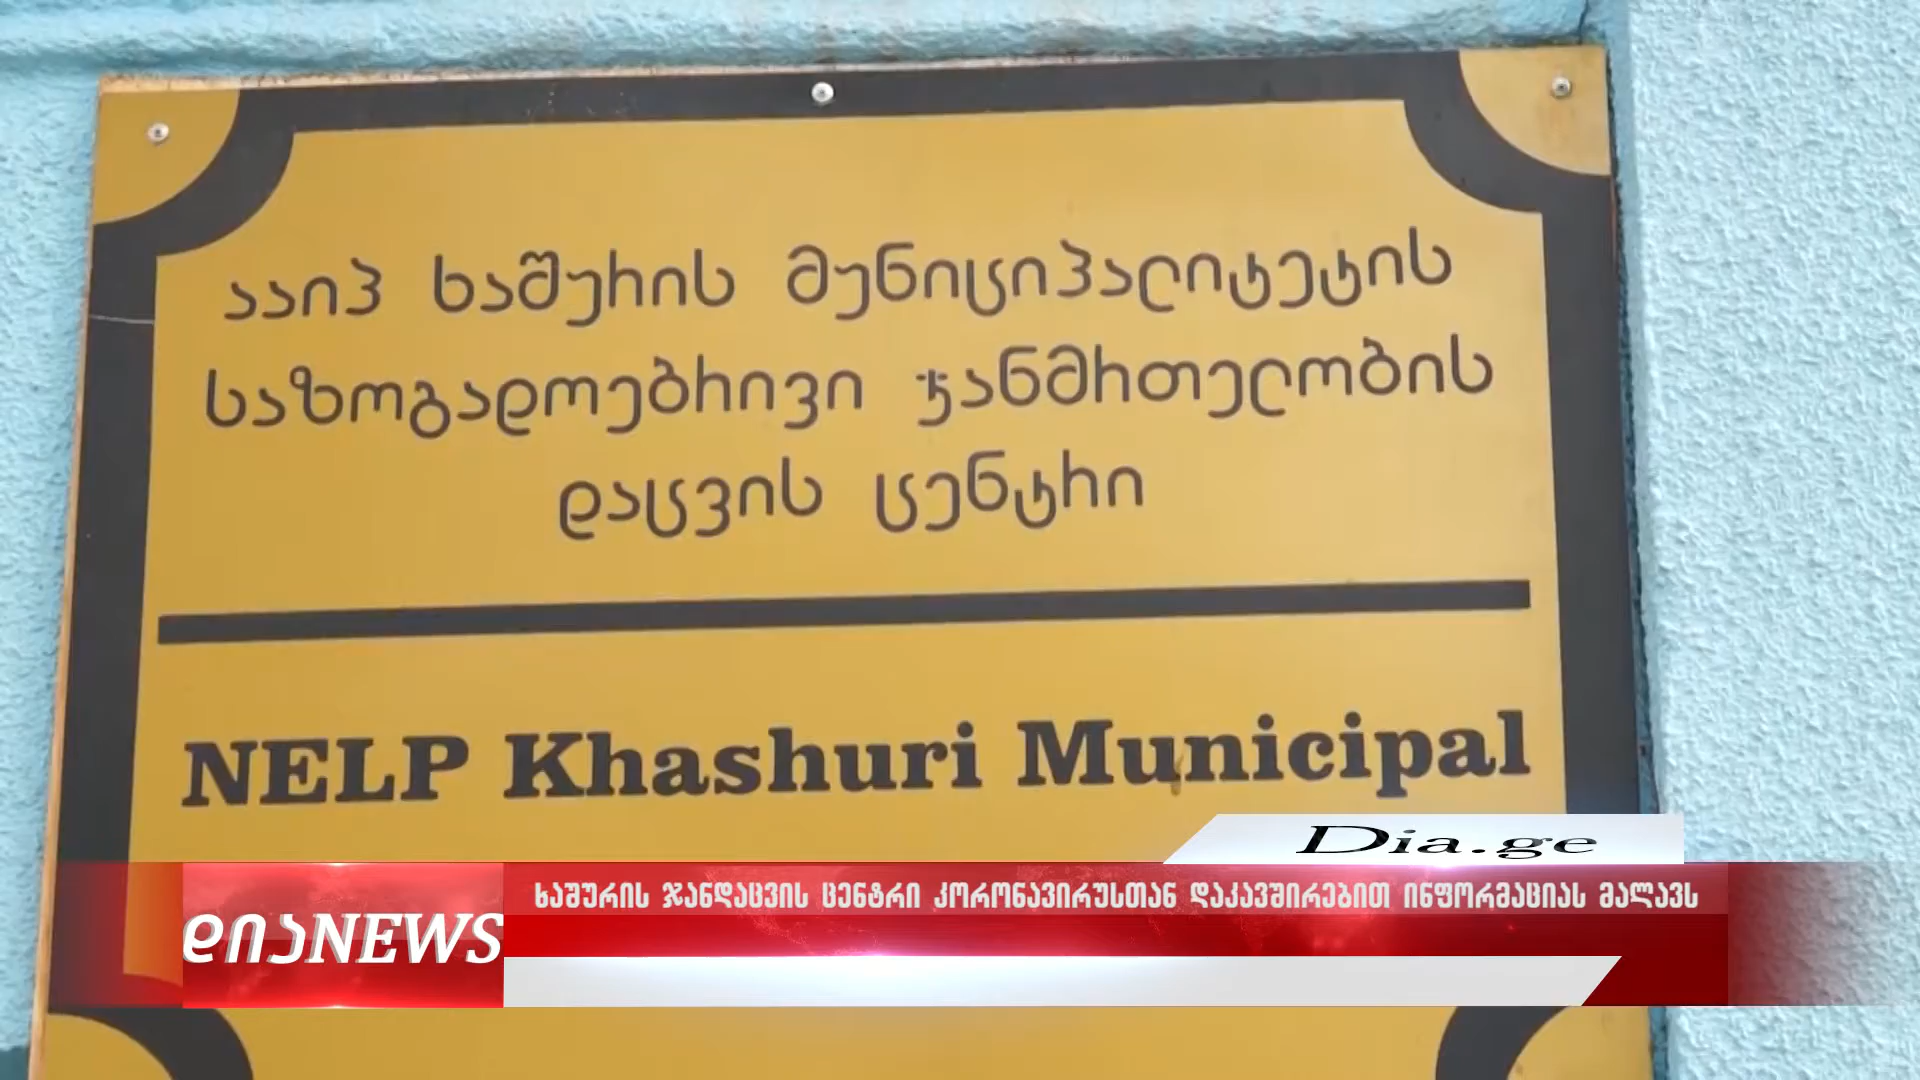 ააიპ ხაშურის მუნიციპალიტეტის
საზოგადოებრივი ჯანმრთელობის
დაცვის ცენტრი
NELP Khashuri Municipal
Dia.ge
ხაშურის ჯანდაცვის ცენტრი კორონავირუსთან დაკავშირებით ინფორმაციას მალავს
დიაNEWS